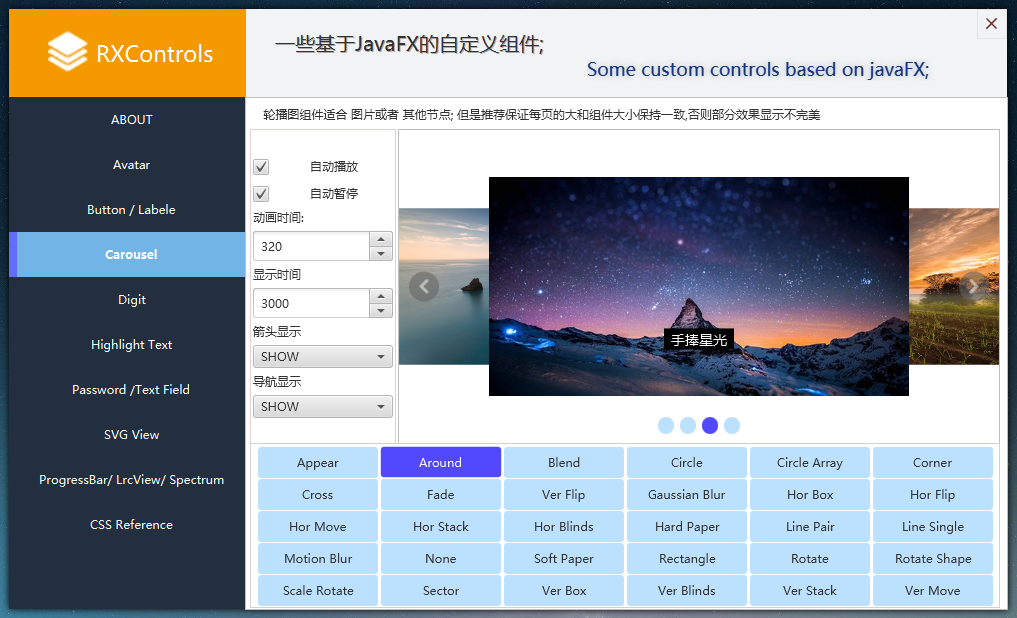 RXControls
一些基于JavaFX的自定义组件;
Some custom controls based on javaFX;
ABOUT
Avatar
Button / Labele
Carousel
Digit
Highlight Text
Password /Text Field
SVG View
ProgressBar/ LrcView/ Spectrum
CSS Reference
轮播图组件适合 图片或者 其他节点; 但是推荐保证每页的大和组件大小保持一致,否则部分效果显示不完美
自动播放
自动暂停
动画时间:
320
显示时间
3000
箭头显示
SHOW
导航显示
SHOW
手捧星光
Appear Around Blend Circle Circle Array Corner
Cross Fade Ver Flip Gaussian Blur Hor Box Hor Flip
Hor Move Hor Stack Hor Blinds Hard Paper Line Pair Line Single
Motion Blur None Soft Paper Rectangle Rotate Rotate Shape
Scale Rotate Sector Ver Box Ver Blinds Ver Stack Ver Move